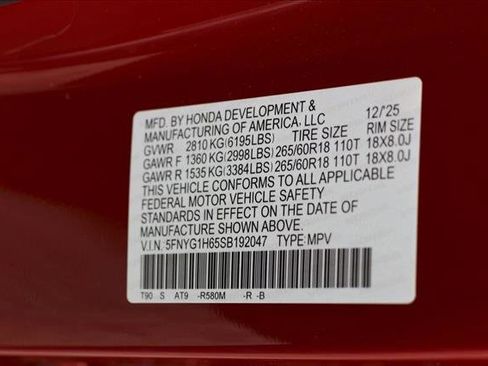 MFD. BY HONDA DEVELOPMENT & 12/'25
MANUFACTURING OF AMERICA, LLC
GVWR 2810 KG(6195LBS) TIRE SIZE RIM SIZE
GAWR F 1360 KG(2998LBS) 265/60R18 110T 18X8.0J
GAWR R 1535 KG(3384LBS) 265/60R18 110T 18X8.0J
THIS VEHICLE CONFORMS TO ALL APPLICABLE
FEDERAL MOTOR VEHICLE SAFETY
STANDARDS IN EFFECT ON THE DATE OF
MANUFACTURE SHOWN ABOVE.
V.I.N.:5FNYG1H65SB192047 TYPE:MPV
T90 S AT9 -R580M -R -B